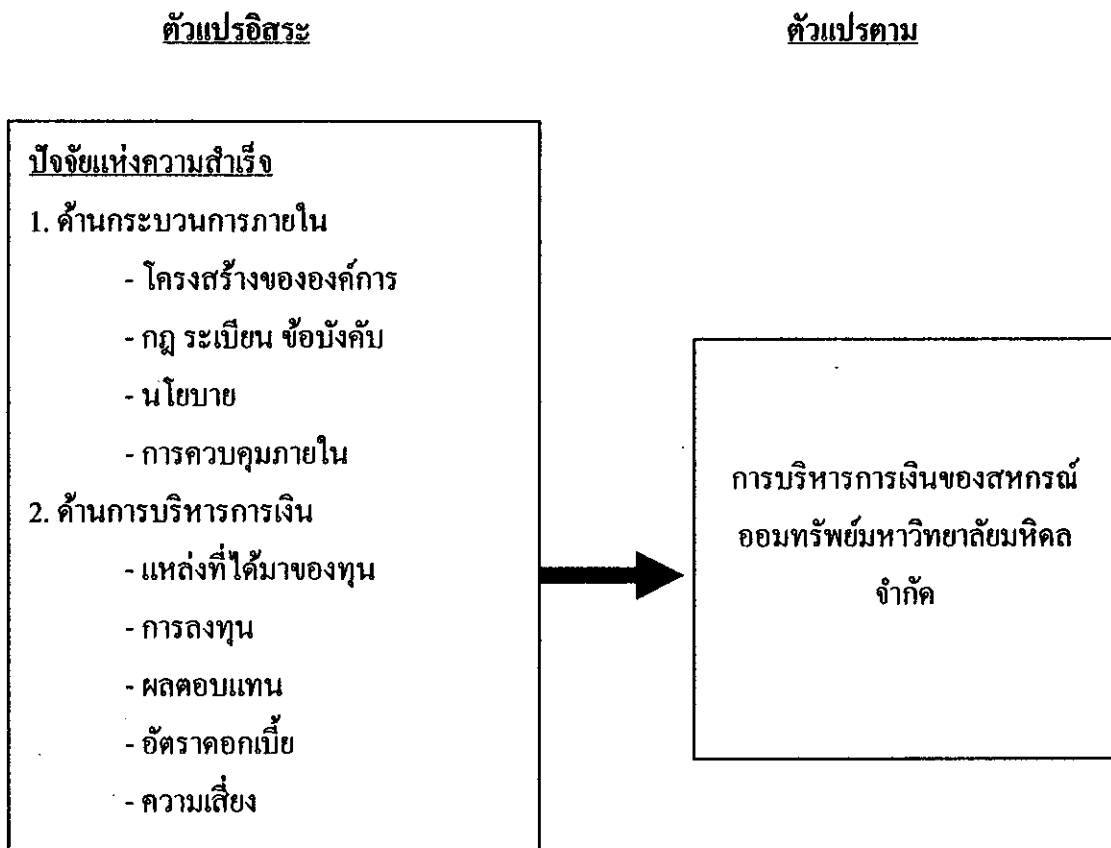 ตัวแปรอิสระ
ตัวแปรตาม
ปัจจัยแห่งความสำเร็จ
1. ด้านกระบวนการภายใน
- โครงสร้างขององค์การ
- กฎ ระเบียน ข้อบังคับ
- นโยบาย
- การควบคุมภายใน
2. ด้านการบริหารการเงิน
- แหล่งที่ได้มาของทุน
- การลงทุน
- ผลตอบแทน
- อัตราดอกเบี้ย
- ความเสี่ยง
การบริหารการเงินของสหกรณ์
ออมทรัพย์มหาวิทยาลัยมหิดล
จำกัด